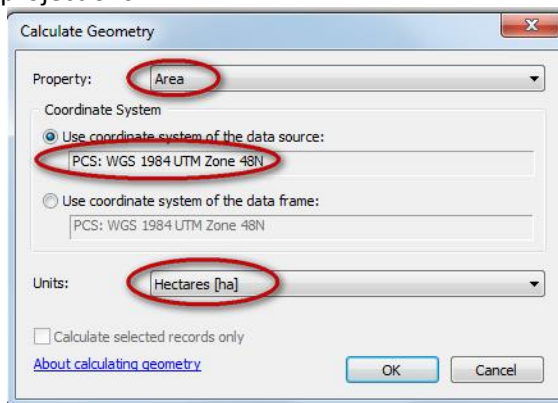 Calculate Geometry
Property: Area
Coordinate System
Use coordinate system of the data source:
PCS: WGS 1984 UTM Zone 48N
Use coordinate system of the data frame:
PCS: WGS 1984 UTM Zone 48N
Units: Hectares [ha]
Calculate selected records only
About calculating geometry OK Cancel